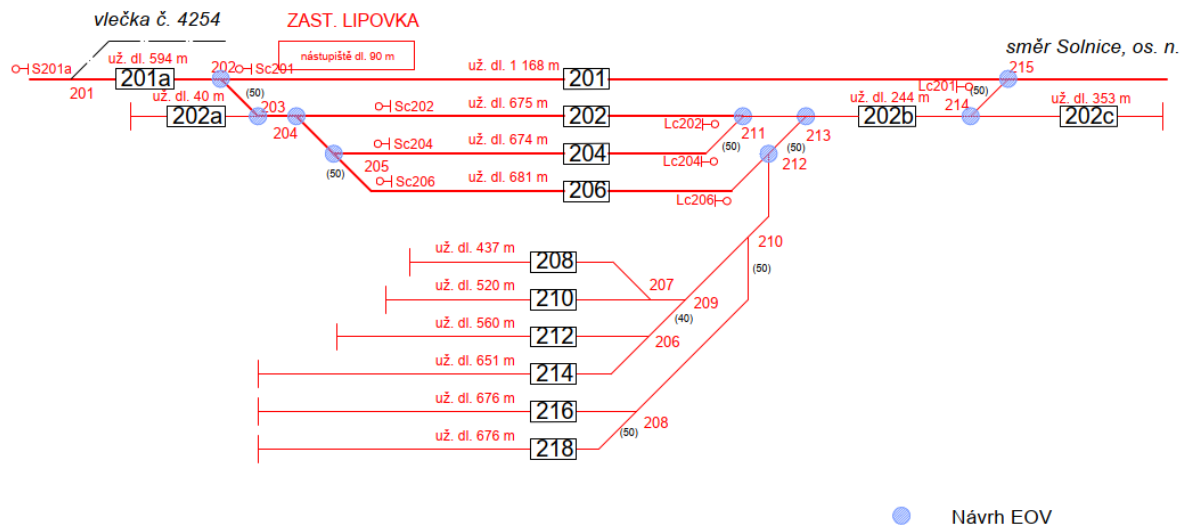 vlečka č. 4254
ZAST. LIPOVKA
nástupiště dl. 90 m
směr Solnice, os. n.
S201a
už. dl. 594 m
201a
201
202
Sc201
(50)
už. dl. 1 168 m
201
Lc201
(50)
215
už. dl. 40 m
202a
203
204
Sc202
už. dl. 675 m
202
Lc202
211
213
už. dl. 244 m
202b
214
už. dl. 353 m
202c
(50)
205
Sc204
už. dl. 674 m
204
Lc204
(50)
(50)
212
Sc206
už. dl. 681 m
206
Lc206
210
(50)
už. dl. 437 m
208
207
už. dl. 520 m
210
209
(40)
už. dl. 560 m
212
206
už. dl. 651 m
214
už. dl. 676 m
216
208
už. dl. 676 m
218
(50)
Návrh EOV